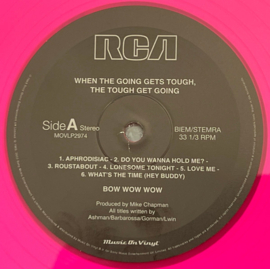 RCA
WHEN THE GOING GETS TOUGH,
THE TOUGH GET GOING
Side A Stereo
MOVLP2974
BIEM/STEMRA
33 1/3 RPM
1. APHRODISIAC - 2. DO YOU WANNA HOLD ME? -
3. ROUSTABOUT - 4. LONESOME TONIGHT - 5. LOVE ME -
6. WHAT'S THE TIME (HEY BUDDY)
BOW WOW WOW
Produced by Mike Chapman
All titles written by
Ashman/Barbarossa/Gorman/Lwin
Music On Vinyl